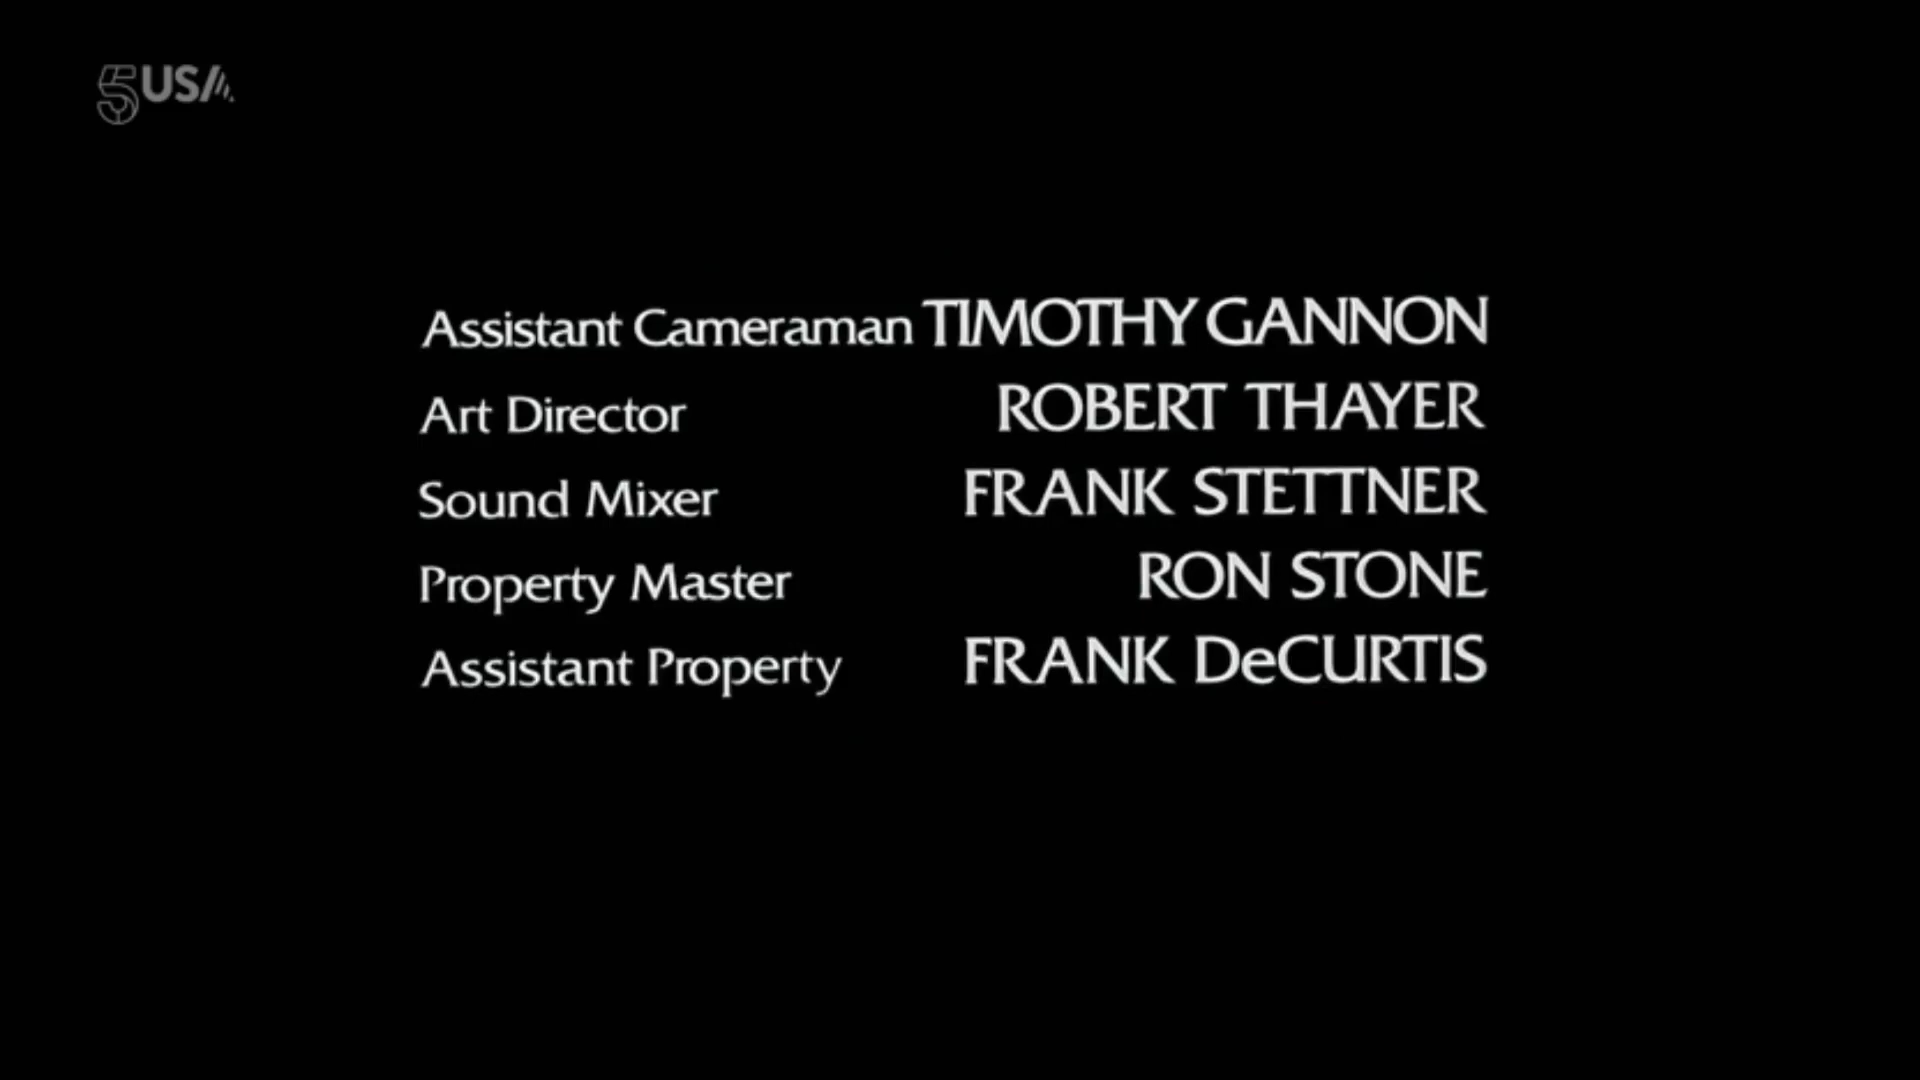 5USA
Assistant Cameraman TIMOTHY GANNON
Art Director ROBERT THAYER
Sound Mixer FRANK STETTNER
Property Master RON STONE
Assistant Property FRANK DeCURTIS